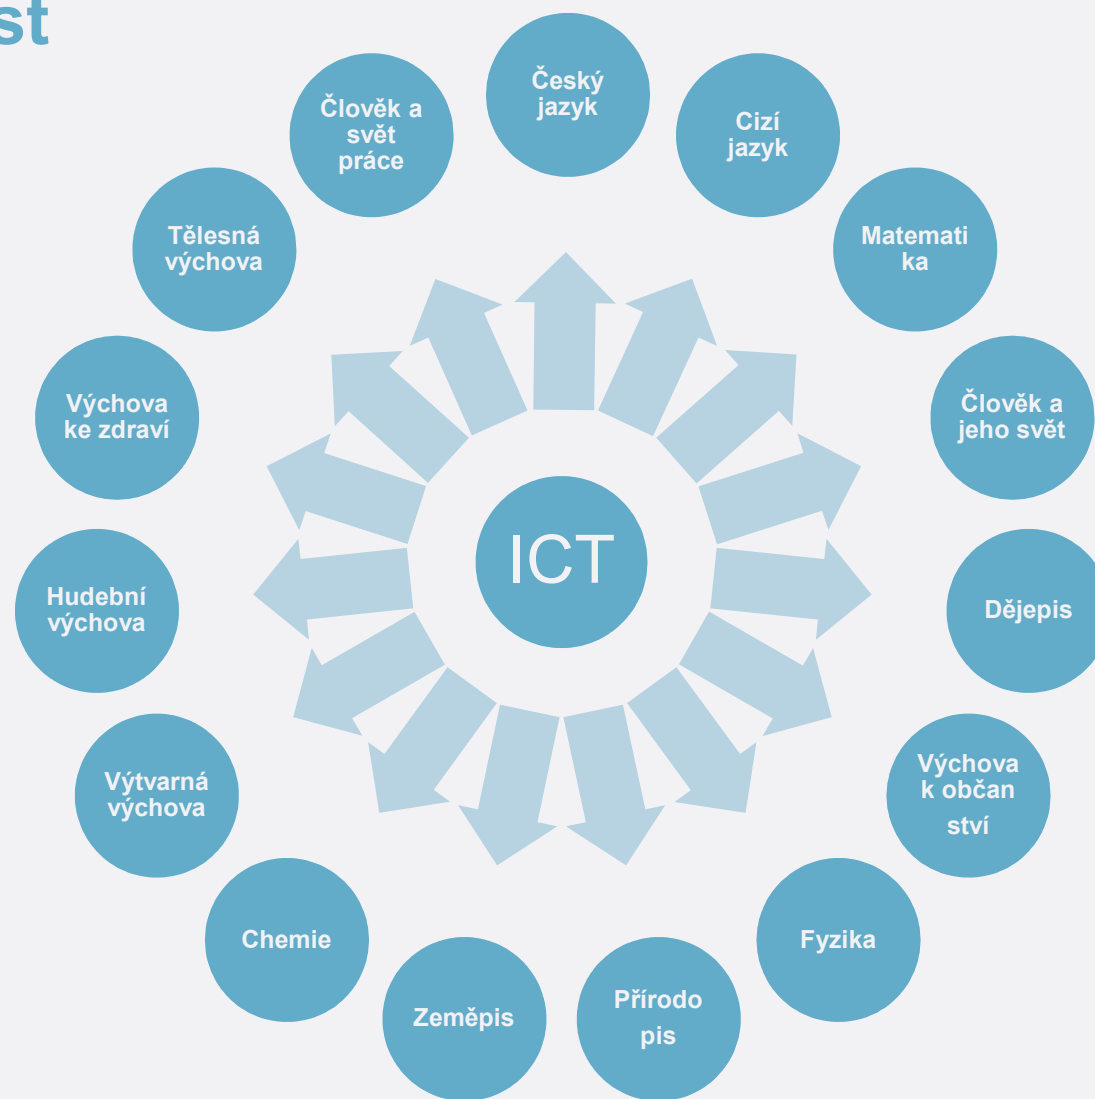 st
Český
jazyk
Cizí
jazyk
Matemati
ka
Člověk a
jeho svět
Dějepis
Výchova
k občan
ství
Fyzika
Přírodo
pis
Zeměpis
Chemie
Výtvarná
výchova
Hudební
výchova
Výchova
ke zdraví
Tělesná
výchova
Člověk a
svět
práce
ICT